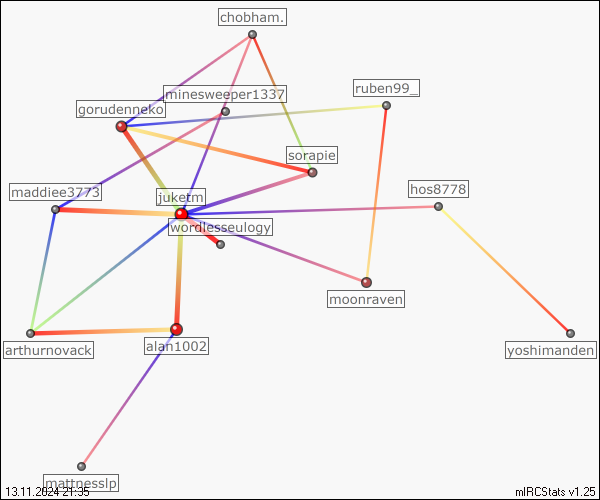 chobham.
ruben99_
minesweeper1337
gorudenneko
sorapie
maddiee3773
hos8778
juketm
wordlesseulogy
moonraven
arthurnovack
alan1002
yoshimanden
mattnesslp
13.11.2024 21:35
mIRCStats v1.25